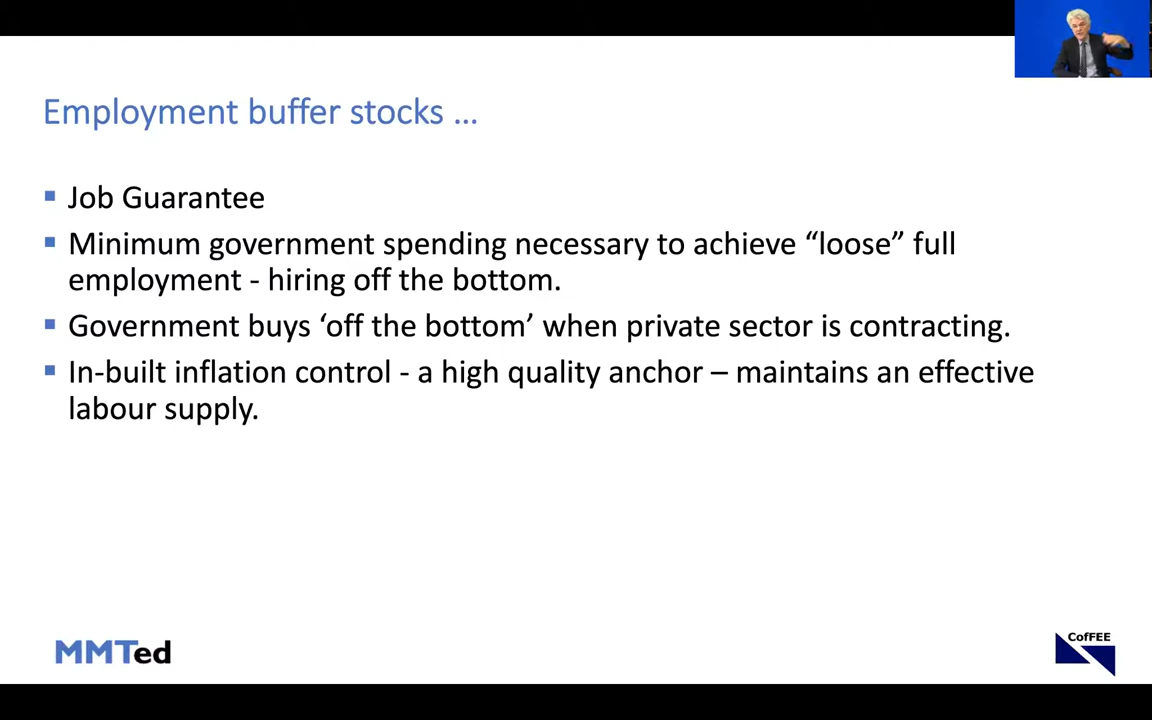 Employment buffer stocks ...
▪ Job Guarantee
▪ Minimum government spending necessary to achieve “loose” full
employment - hiring off the bottom.
▪ Government buys ‘off the bottom’ when private sector is contracting.
▪ In-built inflation control - a high quality anchor – maintains an effective
labour supply.
MMTed
CofFEE